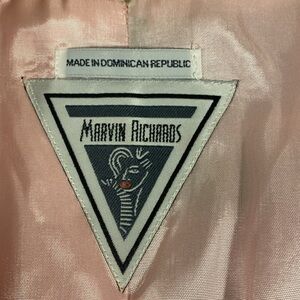 MADE IN DOMINICAN REPUBLIC
MARVIN RICHARDS